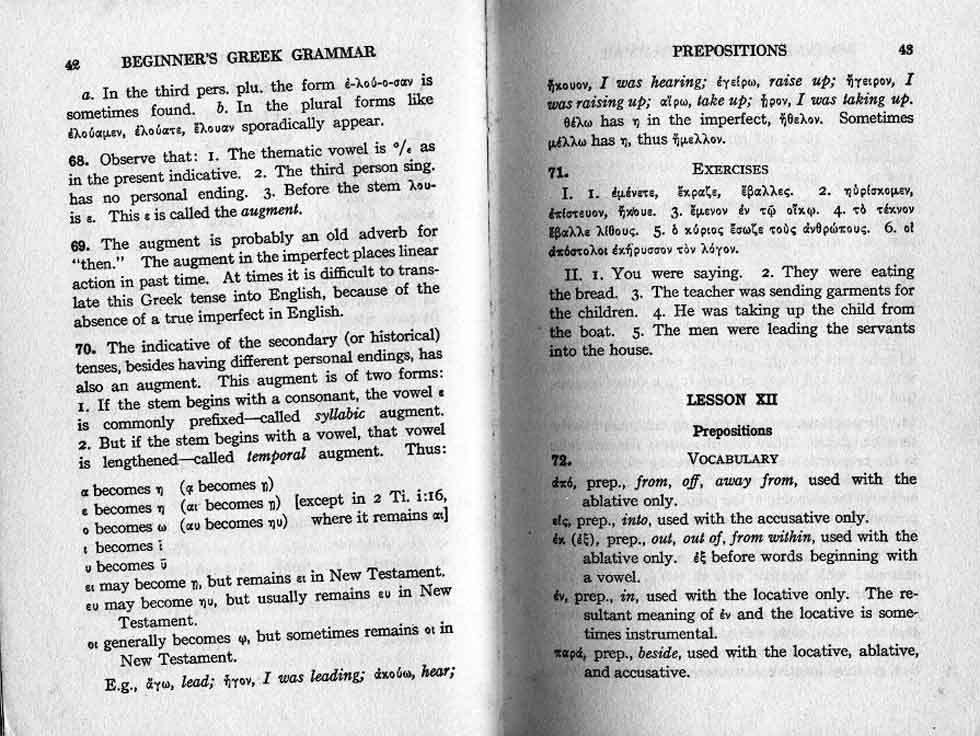 42 BEGINNER'S GREEK GRAMMAR
a. In the third pers. plu. the form ἐ-λού-ο-σαν is
sometimes found. b. In the plural forms like
ἐλούαμεν, ἐλούατε, ἔλουαν sporadically appear.
68. Observe that: 1. The thematic vowel is ο/ε as
in the present indicative. 2. The third person sing.
has no personal ending. 3. Before the stem λου-
is ε. This ε is called the augment.
69. The augment is probably an old adverb for
"then." The augment in the imperfect places linear
action in past time. At times it is difficult to trans-
late this Greek tense into English, because of the
absence of a true imperfect in English.
70. The indicative of the secondary (or historical)
tenses, besides having different personal endings, has
also an augment. This augment is of two forms:
1. If the stem begins with a consonant, the vowel ε
is commonly prefixed—called syllabic augment.
2. But if the stem begins with a vowel, that vowel
is lengthened—called temporal augment. Thus:
α becomes η (ᾳ becomes ῃ)
ε becomes η (αι becomes ῃ) [except in 2 Ti. 1:16,
ο becomes ω (αυ becomes ηυ) where it remains αι]
ι becomes ῑ
υ becomes ῡ
ει may become ῃ, but remains ει in New Testament.
ευ may become ηυ, but usually remains ευ in New
Testament.
οι generally becomes ῳ, but sometimes remains οι in
New Testament.
E.g., ἄγω, lead; ἦγον, I was leading; ἀκούω, hear;
PREPOSITIONS 43
ἤκουον, I was hearing; ἐγείρω, raise up; ἤγειρον, I
was raising up; αἴρω, take up; ᾖρον, I was taking up.
θέλω has η in the imperfect, ἤθελον. Sometimes
μέλλω has η, thus ἤμελλον.
71. EXERCISES
I. 1. ἐμένετε, ἔκραζε, ἔβαλλες. 2. ηὑρίσκομεν,
ἐπίστευον, ἤκουε. 3. ἔμενον ἐν τῷ οἴκῳ. 4. τὸ τέκνον
ἔβαλλε λίθους. 5. ὁ κύριος ἔσωζε τοὺς ἀνθρώπους. 6. οἱ
ἀπόστολοι ἐκήρυσσον τὸν λόγον.
II. 1. You were saying. 2. They were eating
the bread. 3. The teacher was sending garments for
the children. 4. He was taking up the child from
the boat. 5. The men were leading the servants
into the house.
LESSON XII
Prepositions
72. VOCABULARY
ἀπό, prep., from, off, away from, used with the
ablative only.
εἰς, prep., into, used with the accusative only.
ἐκ (ἐξ), prep., out, out of, from within, used with the
ablative only. ἐξ before words beginning with
a vowel.
ἐν, prep., in, used with the locative only. The re-
sultant meaning of ἐν and the locative is some-
times instrumental.
παρά, prep., beside, used with the locative, ablative,
and accusative.